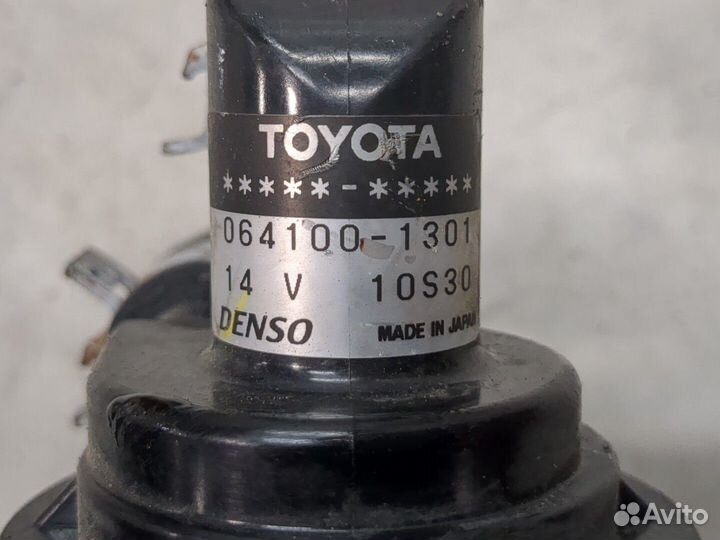 TOYOTA
*****-*****
064100-1301
14 V 10S30
DENSO MADE IN JAPAN
Avito